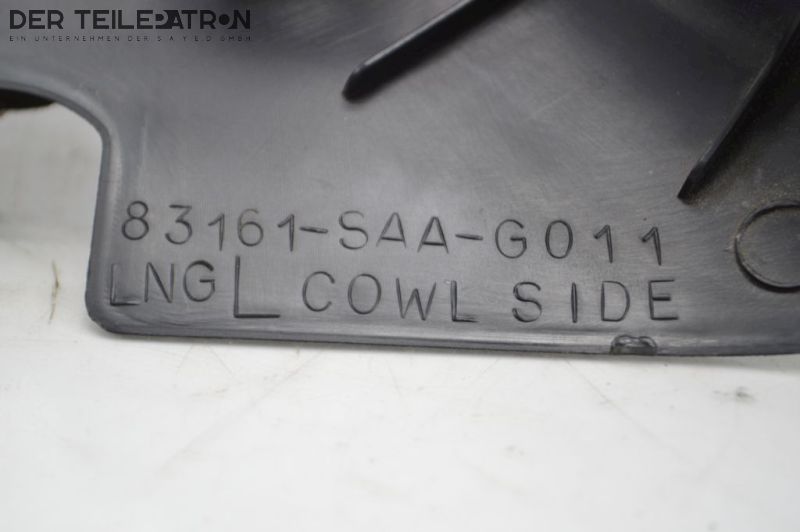 DER TEILEPATRON
EIN UNTERNEHMEN DER S A Y E D GMBH
83161-SAA-G011
LNG L COWL SIDE